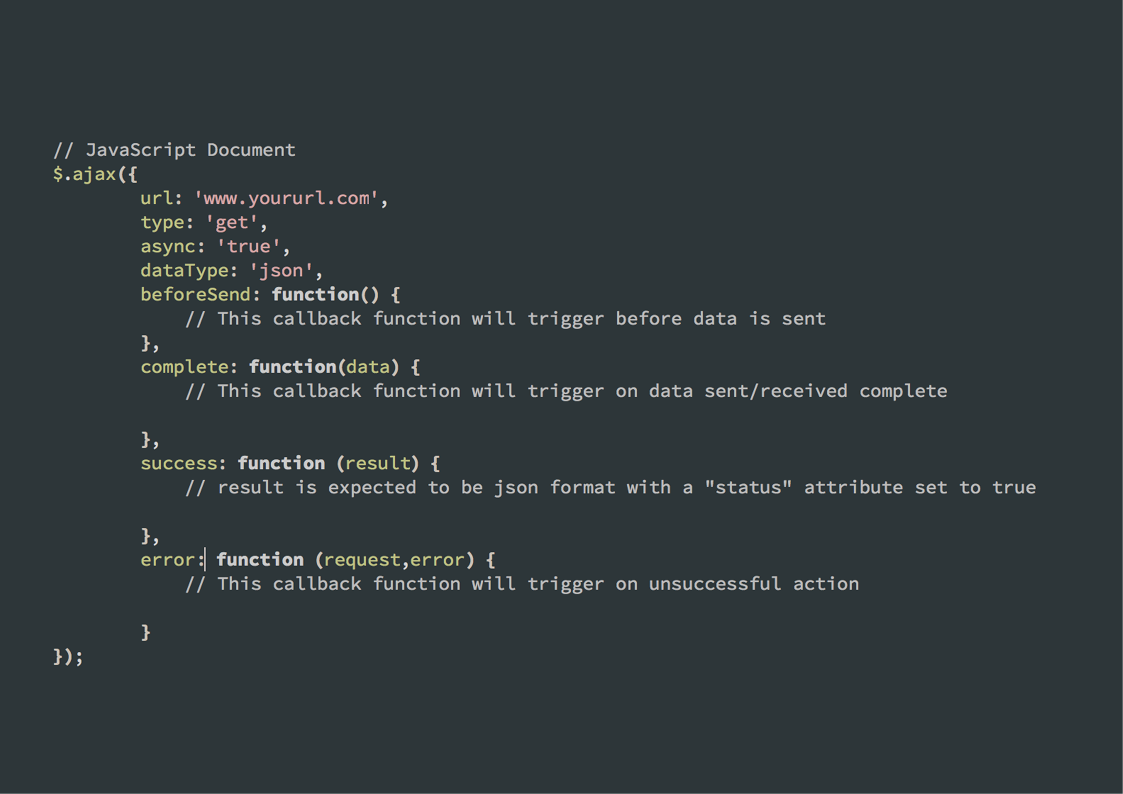 // JavaScript Document
$.ajax({
url: 'www.yoururl.com',
type: 'get',
async: 'true',
dataType: 'json',
beforeSend: function() {
// This callback function will trigger before data is sent
},
complete: function(data) {
// This callback function will trigger on data sent/received complete
},
success: function (result) {
// result is expected to be json format with a "status" attribute set to true
},
error: function (request,error) {
// This callback function will trigger on unsuccessful action
}
});